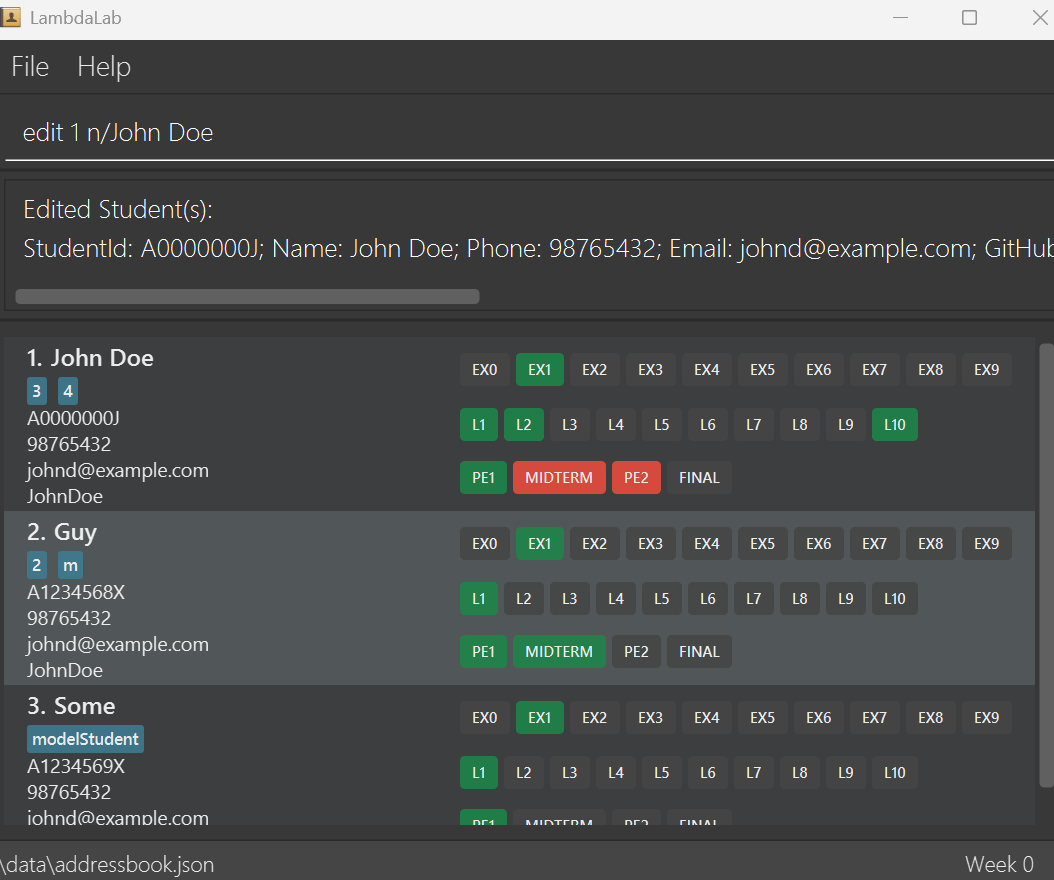 LambdaLab
File Help
edit 1 n/John Doe
Edited Student(s):
StudentId: A0000000J; Name: John Doe; Phone: 98765432; Email: johnd@example.com; GitHub
1. John Doe
3 4
A0000000J
98765432
johnd@example.com
JohnDoe
EX0 EX1 EX2 EX3 EX4 EX5 EX6 EX7 EX8 EX9
L1 L2 L3 L4 L5 L6 L7 L8 L9 L10
PE1 MIDTERM PE2 FINAL
2. Guy
2 m
A1234568X
98765432
johnd@example.com
JohnDoe
EX0 EX1 EX2 EX3 EX4 EX5 EX6 EX7 EX8 EX9
L1 L2 L3 L4 L5 L6 L7 L8 L9 L10
PE1 MIDTERM PE2 FINAL
3. Some
modelStudent
A1234569X
98765432
johnd@example.com
EX0 EX1 EX2 EX3 EX4 EX5 EX6 EX7 EX8 EX9
L1 L2 L3 L4 L5 L6 L7 L8 L9 L10
PE1 MIDTERM PE2 FINAL
\data\addressbook.json
Week 0